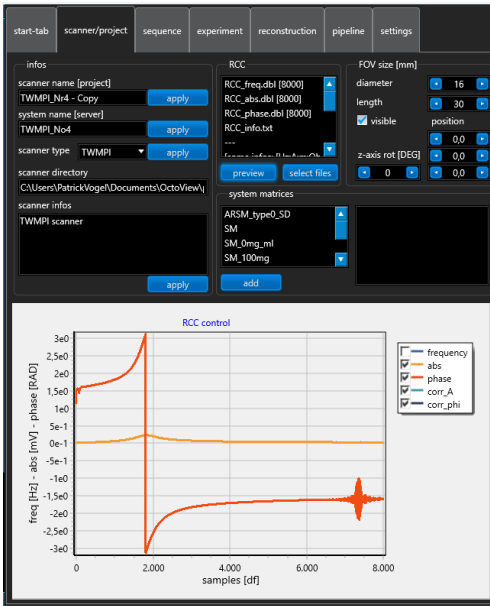 start-tab scanner/project sequence experiment reconstruction pipeline settings
infos
scanner name [project]
TWMPI_Nr4 - Copy apply
system name [server]
TWMPI_No4 apply
scanner type TWMPI apply
scanner directory
C:\Users\PatrickVogel\Documents\OctoView\
scanner infos
TWMPI scanner
apply
RCC
RCC_freq.dbl [8000]
RCC_abs.dbl [8000]
RCC_phase.dbl [8000]
RCC_info.txt
---
preview select files
FOV size [mm]
diameter 16
length 30
visible position
0,0
z-axis rot [DEG] 0,0
0 0,0
system matrices
ARSM_type0_SD
SM
SM_0mg_ml
SM_100mg
add
RCC control
freq [Hz] - abs [mV] - phase [RAD]
3e0
2,5e0
2e0
1,5e0
1e0
5e-1
0e-1
-5e-1
-1e0
-1,5e0
-2e0
-2,5e0
-3e0
0 2.000 4.000 6.000 8.000
samples [df]
frequency
abs
phase
corr_A
corr_phi